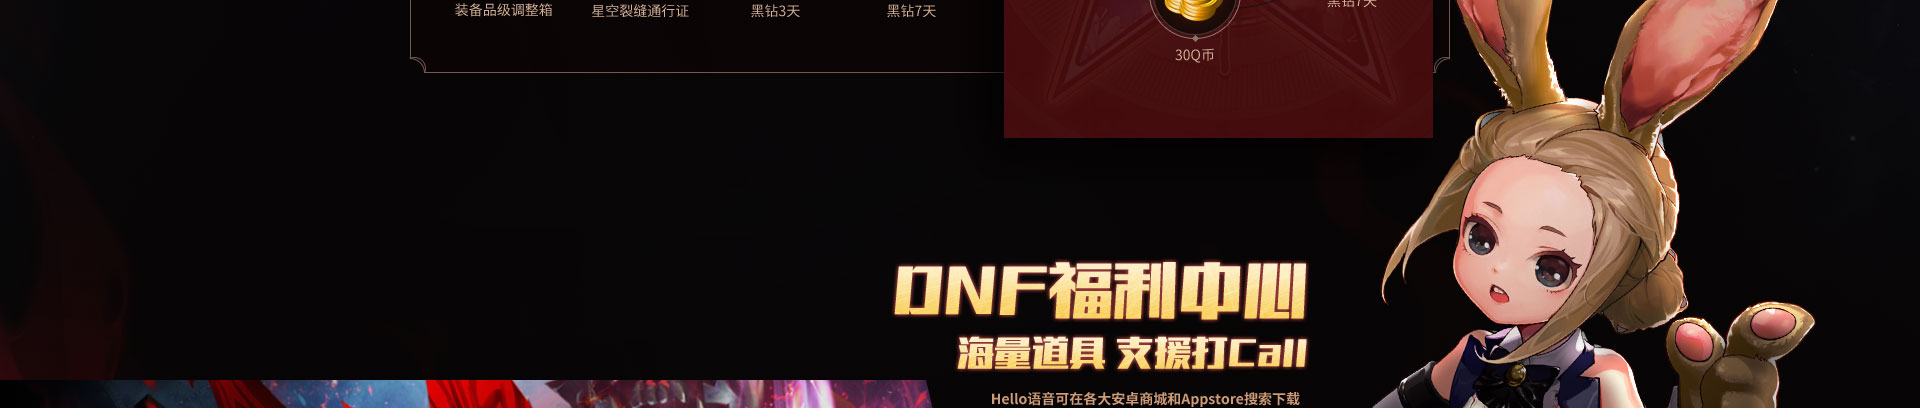 装备品级调整箱
星空裂缝通行证
黑钻3天
黑钻7天
黑钻7天
30Q币
DNF福利中心
海量道具 支援打Call
Hello语音可在各大安卓商城和Appstore搜索下载